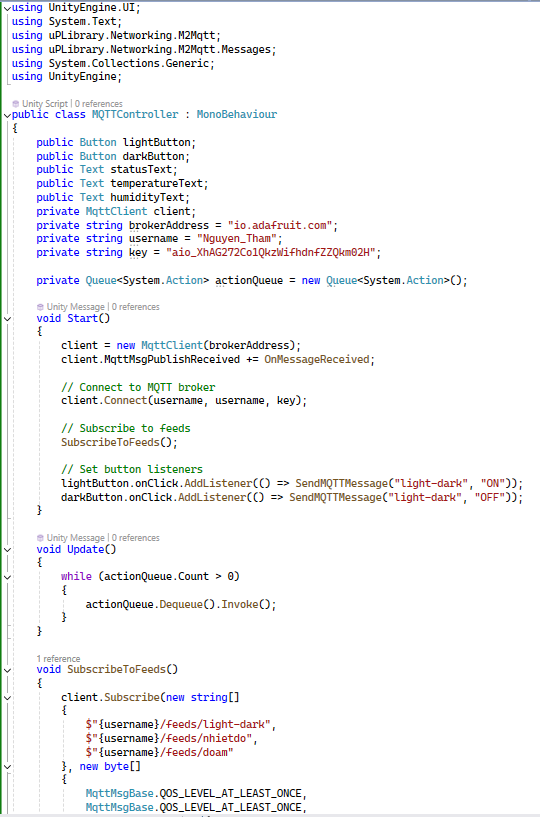 using UnityEngine.UI;
using System.Text;
using uPLibrary.Networking.M2Mqtt;
using uPLibrary.Networking.M2Mqtt.Messages;
using System.Collections.Generic;
using UnityEngine;
Unity Script | 0 references
public class MQTTController : MonoBehaviour
{
public Button lightButton;
public Button darkButton;
public Text statusText;
public Text temperatureText;
public Text humidityText;
private MqttClient client;
private string brokerAddress = "io.adafruit.com";
private string username = "Nguyen_Tham";
private string key = "aio_XhAG272Co1QkzWifhdnfZZQkm02H";
private Queue<System.Action> actionQueue = new Queue<System.Action>();
Unity Message | 0 references
void Start()
{
client = new MqttClient(brokerAddress);
client.MqttMsgPublishReceived += OnMessageReceived;
// Connect to MQTT broker
client.Connect(username, username, key);
// Subscribe to feeds
SubscribeToFeeds();
// Set button listeners
lightButton.onClick.AddListener(() => SendMQTTMessage("light-dark", "ON"));
darkButton.onClick.AddListener(() => SendMQTTMessage("light-dark", "OFF"));
}
Unity Message | 0 references
void Update()
{
while (actionQueue.Count > 0)
{
actionQueue.Dequeue().Invoke();
}
}
1 reference
void SubscribeToFeeds()
{
client.Subscribe(new string[]
{
$"{username}/feeds/light-dark",
$"{username}/feeds/nhietdo",
$"{username}/feeds/doam"
}, new byte[]
{
MqttMsgBase.QOS_LEVEL_AT_LEAST_ONCE,
MqttMsgBase.QOS_LEVEL_AT_LEAST_ONCE,